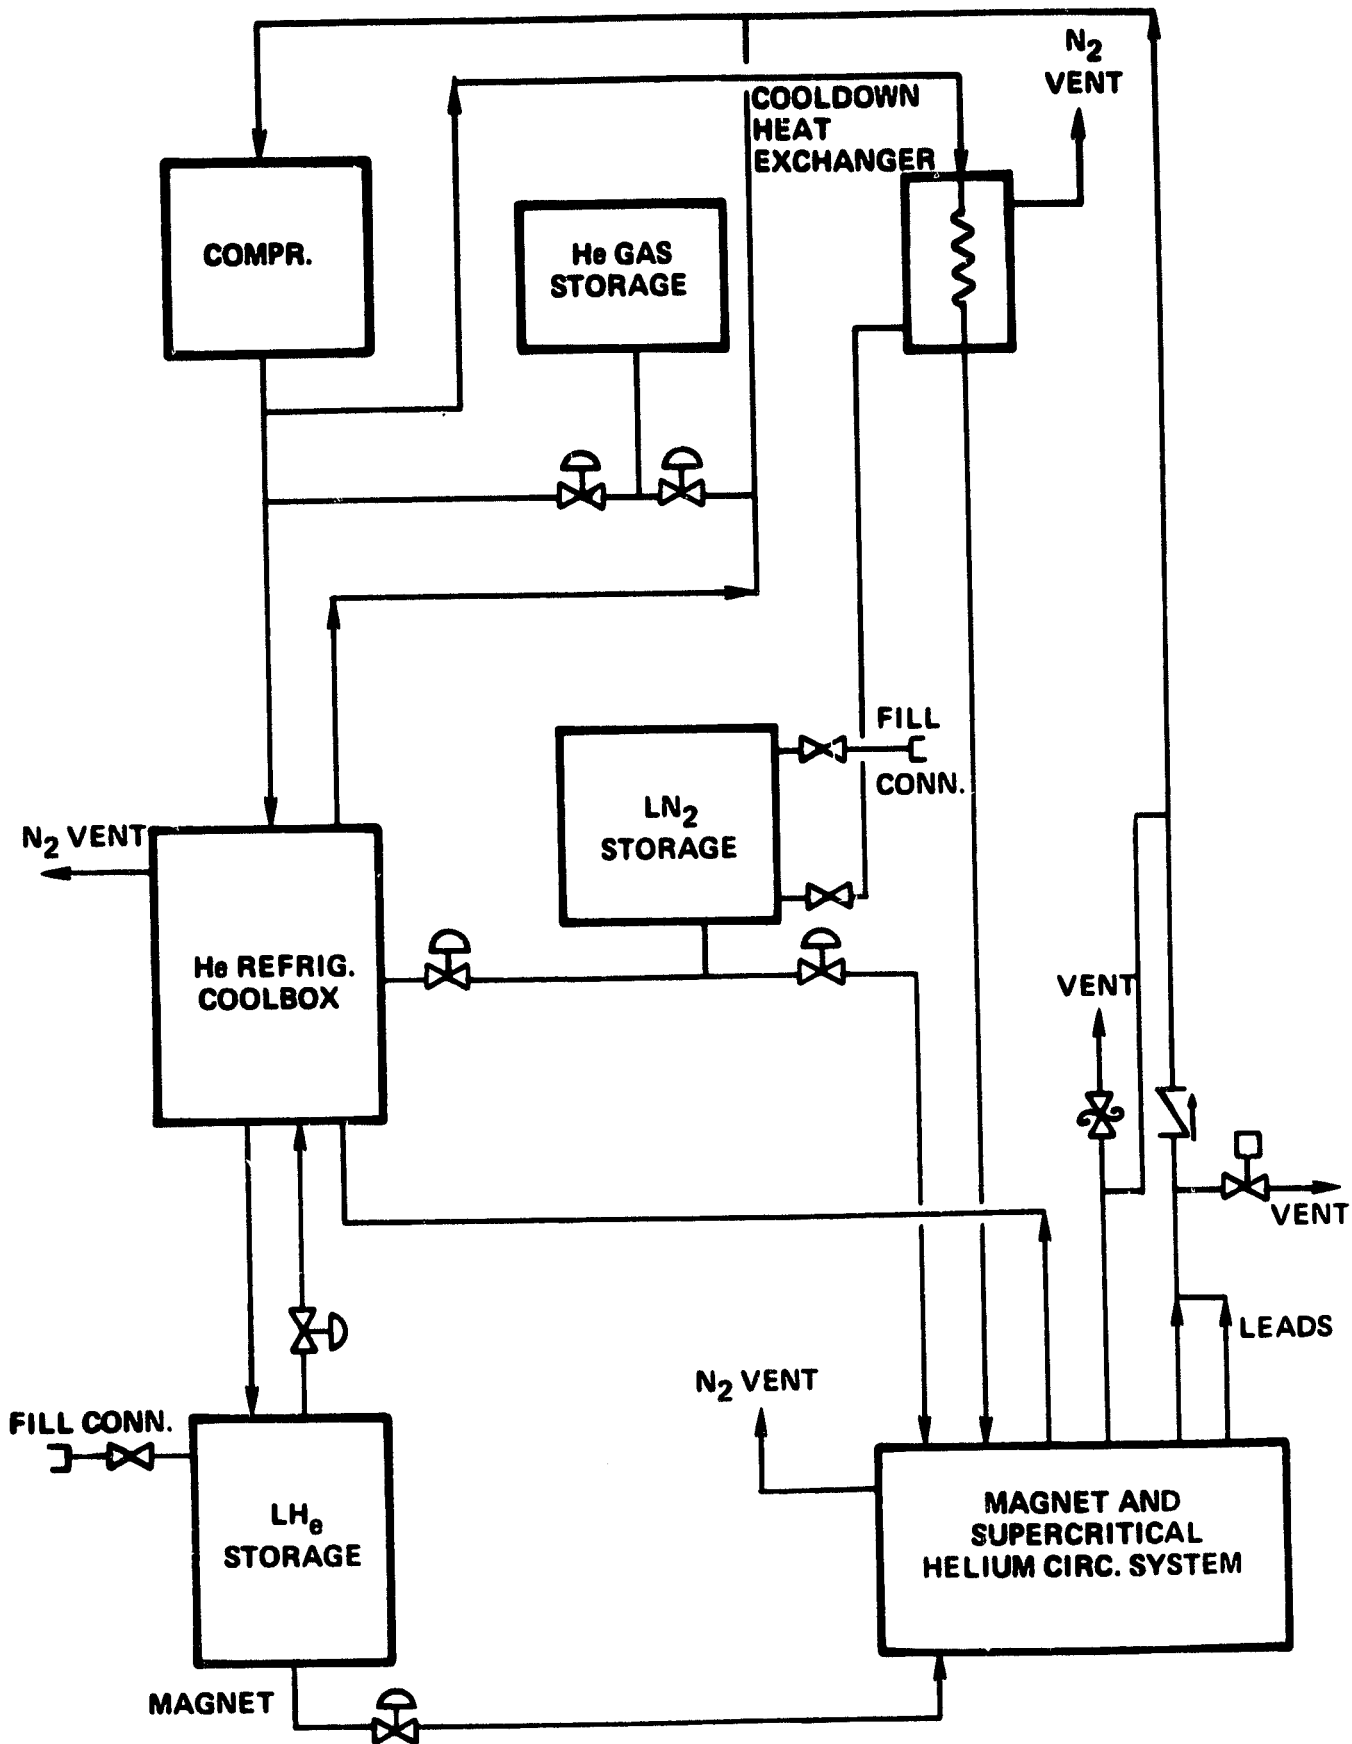 N2
VENT
COOLDOWN
HEAT
EXCHANGER
COMPR.
He GAS
STORAGE
FILL
CONN.
LN2
STORAGE
N2 VENT
He REFRIG.
COOLBOX
VENT
VENT
LEADS
N2 VENT
FILL CONN.
LHe
STORAGE
MAGNET AND
SUPERCRITICAL
HELIUM CIRC. SYSTEM
MAGNET